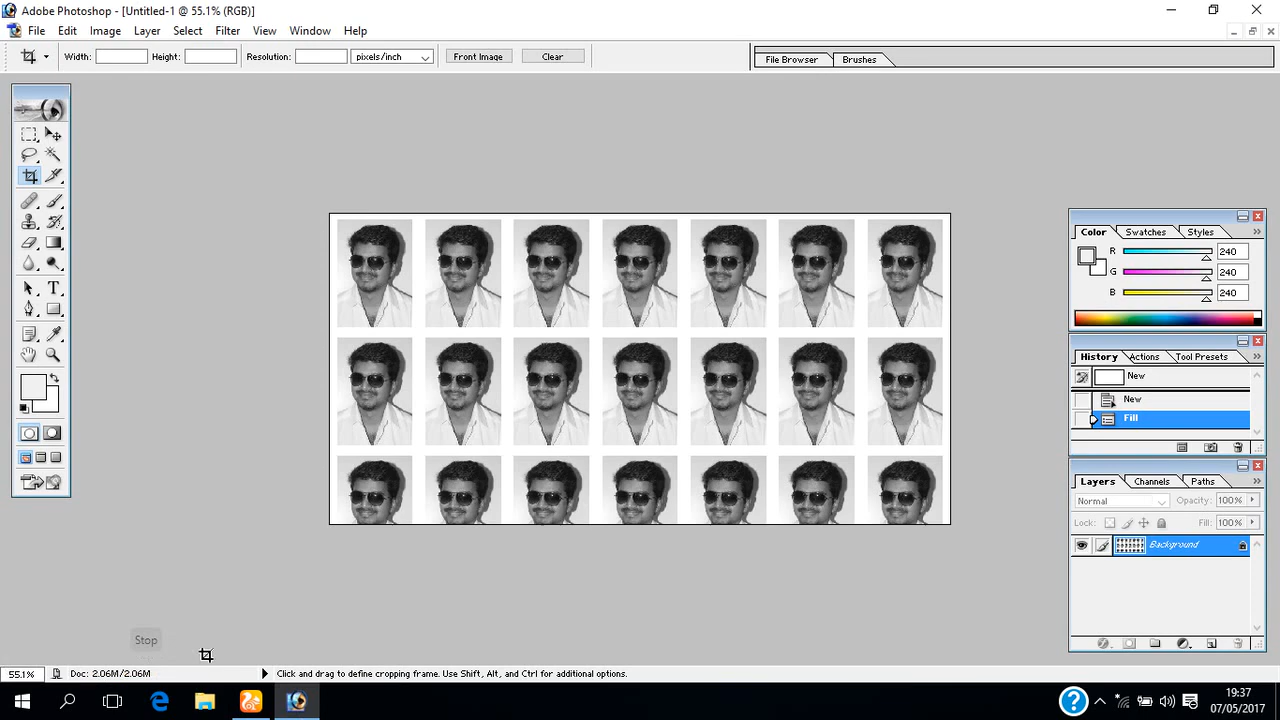 Adobe Photoshop - [Untitled-1 @ 55.1% (RGB)]
File Edit Image Layer Select Filter View Window Help
Width: Height: Resolution: pixels/inch Front Image Clear File Browser Brushes
Color Swatches Styles
R 240
G 240
B 240
History Actions Tool Presets
New
New
Fill
Layers Channels Paths
Normal Opacity: 100%
Lock: Fill: 100%
Background
Stop
55.1% Doc: 2.06M/2.06M Click and drag to define cropping frame. Use Shift, Alt, and Ctrl for additional options.
19:37
07/05/2017